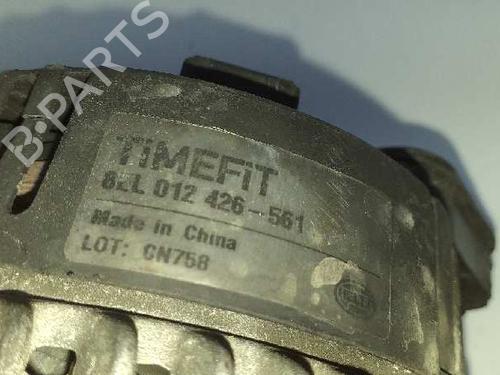 B-PARTS
TIMEFIT
8EL 012 426-561
Made in China
LOT: CN758